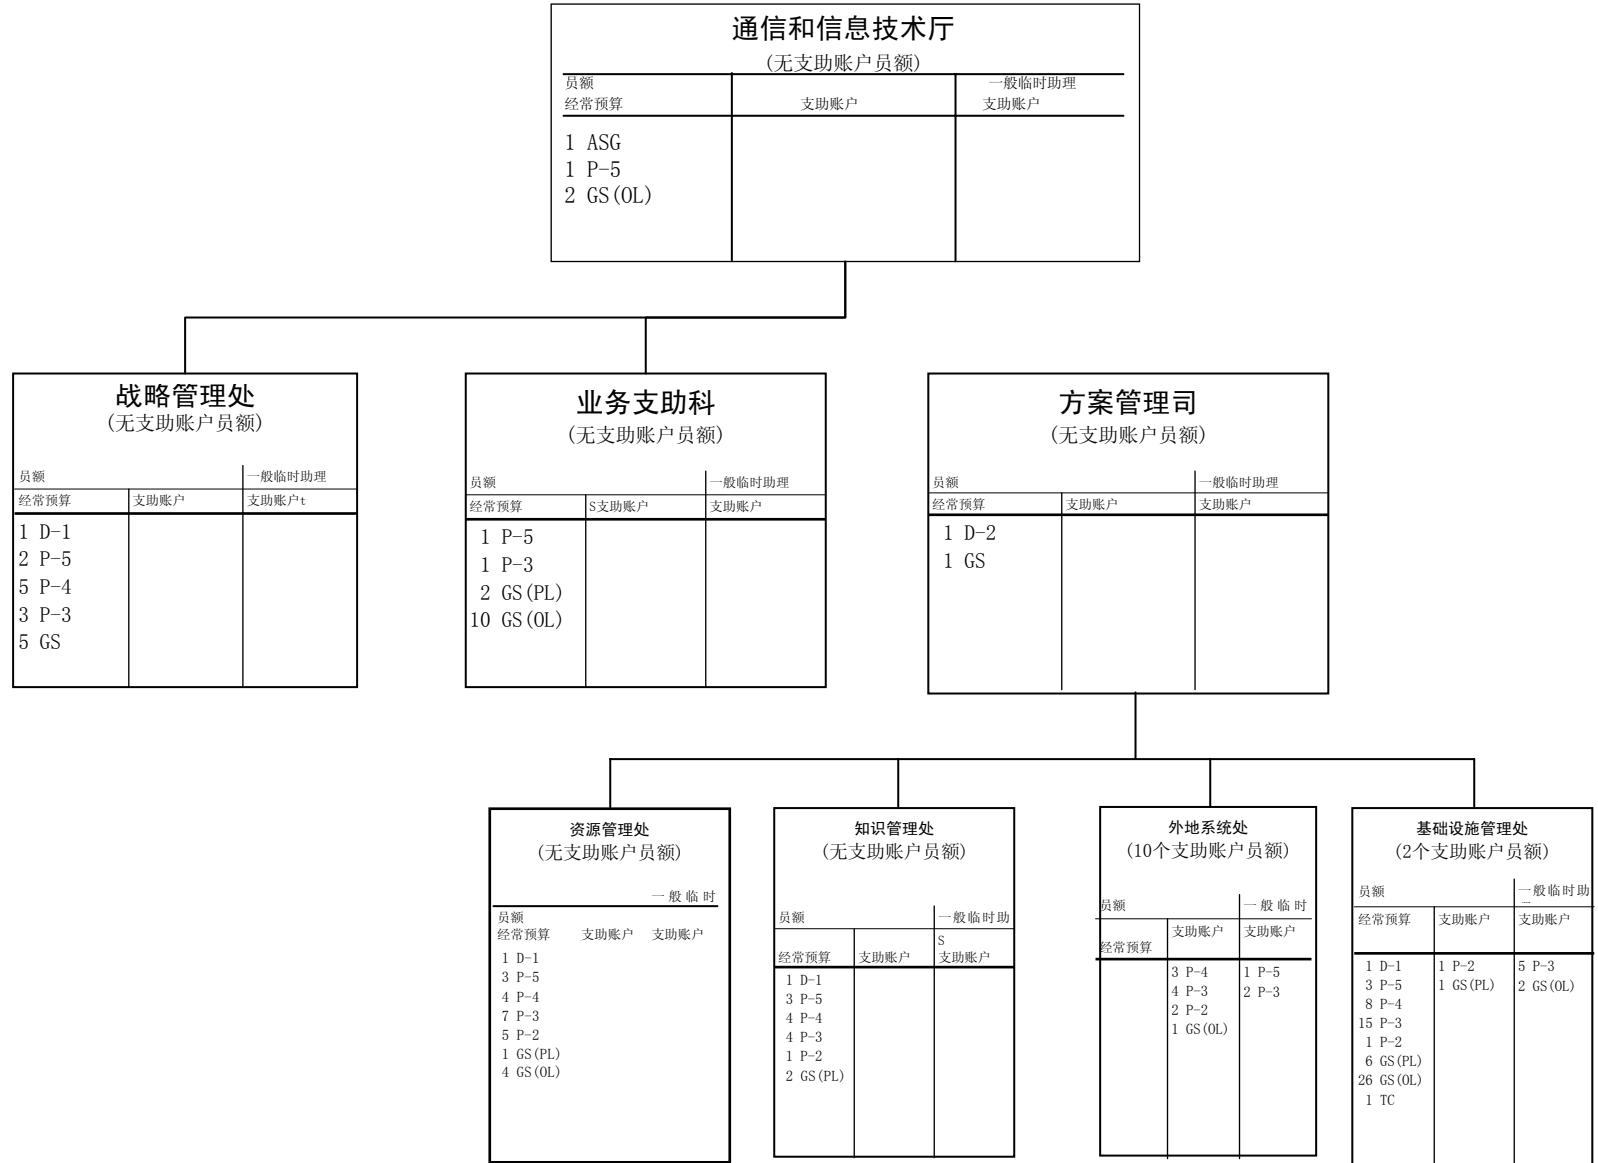 通信和信息技术厅
(无支助账户员额)
员额 一般临时助理
经常预算 支助账户 支助账户
1 ASG
1 P-5
2 GS(OL)
战略管理处
(无支助账户员额)
员额 一般临时助理
经常预算 支助账户 支助账户t
1 D-1
2 P-5
5 P-4
3 P-3
5 GS
业务支助科
(无支助账户员额)
员额 一般临时助理
经常预算 S支助账户 支助账户
1 P-5
1 P-3
2 GS(PL)
10 GS(OL)
方案管理司
(无支助账户员额)
员额 一般临时助理
经常预算 支助账户 支助账户
1 D-2
1 GS
资源管理处
(无支助账户员额)
一般临时
员额
经常预算 支助账户 支助账户
1 D-1
3 P-5
4 P-4
7 P-3
5 P-2
1 GS(PL)
4 GS(OL)
知识管理处
(无支助账户员额)
员额 一般临时助
S
经常预算 支助账户 支助账户
1 D-1
3 P-5
4 P-4
4 P-3
1 P-2
2 GS(PL)
外地系统处
(10个支助账户员额)
员额 一般临时
支助账户 支助账户
经常预算
3 P-4 1 P-5
4 P-3 2 P-3
2 P-2
1 GS(OL)
基础设施管理处
(2个支助账户员额)
员额 一般临时助
经常预算 支助账户 支助账户
1 D-1 1 P-2 5 P-3
3 P-5 1 GS(PL) 2 GS(OL)
8 P-4
15 P-3
1 P-2
6 GS(PL)
26 GS(OL)
1 TC